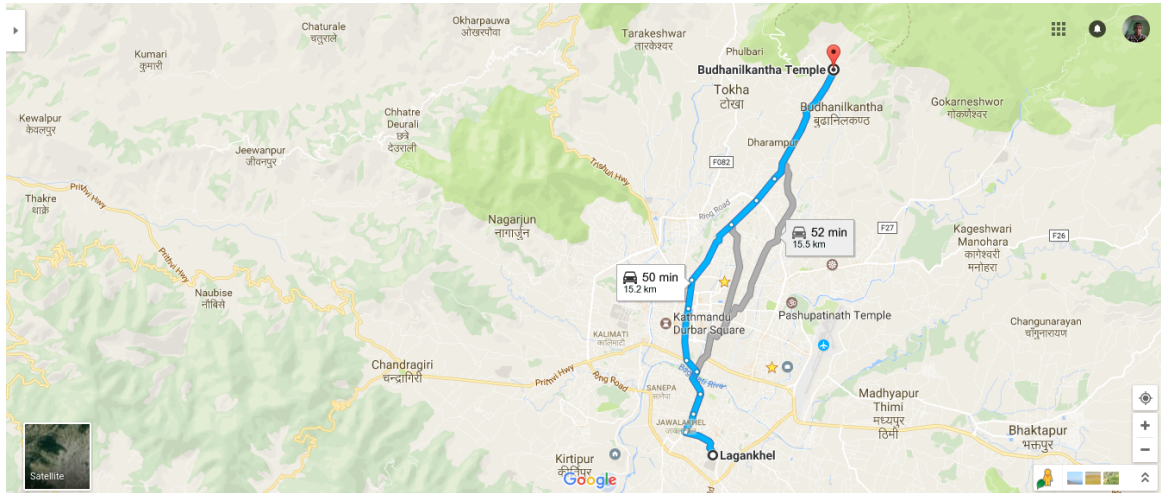 Chaturale
चतुराले
Okharpauwa
ओखरपौवा
Tarakeshwar
तारकेश्वर
Phulbari
Kumari
कुमारी
Budhanilkantha Temple
Tokha
टोखा
Budhanilkantha
बुढानिलकण्ठ
Gokarneshwor
गोकर्णेश्वर
Kewalpur
केवलपुर
Chhatre
Deurali
छत्रे
देउराली
Jeewanpur
जीवनपुर
Dharampur
F082
Trishuli Hwy
Prithvi Hwy
Thakre
थाक्रे
Nagarjun
नागार्जुन
Ring Road
52 min
15.5 km
F27
F26
Kageshwari
Manohara
कागेश्वरी
मनोहरा
Prithvi Hwy
50 min
15.2 km
Naubise
नौबिसे
Kathmandu
Durbar Square
Pashupatinath Temple
Changunarayan
चाँगुनारायण
KALIMATI
कालिमाटी
Chandragiri
चन्द्रागिरी
Prithvi Hwy
Ring Road
Bagmati River
SANEPA
सानेपा
Madhyapur
Thimi
मध्यपुर
ठिमी
JAWALAKHEL
Lagankhel
Bhaktapur
भक्तपुर
Kirtipur
कीर्तिपुर
Google
Satellite